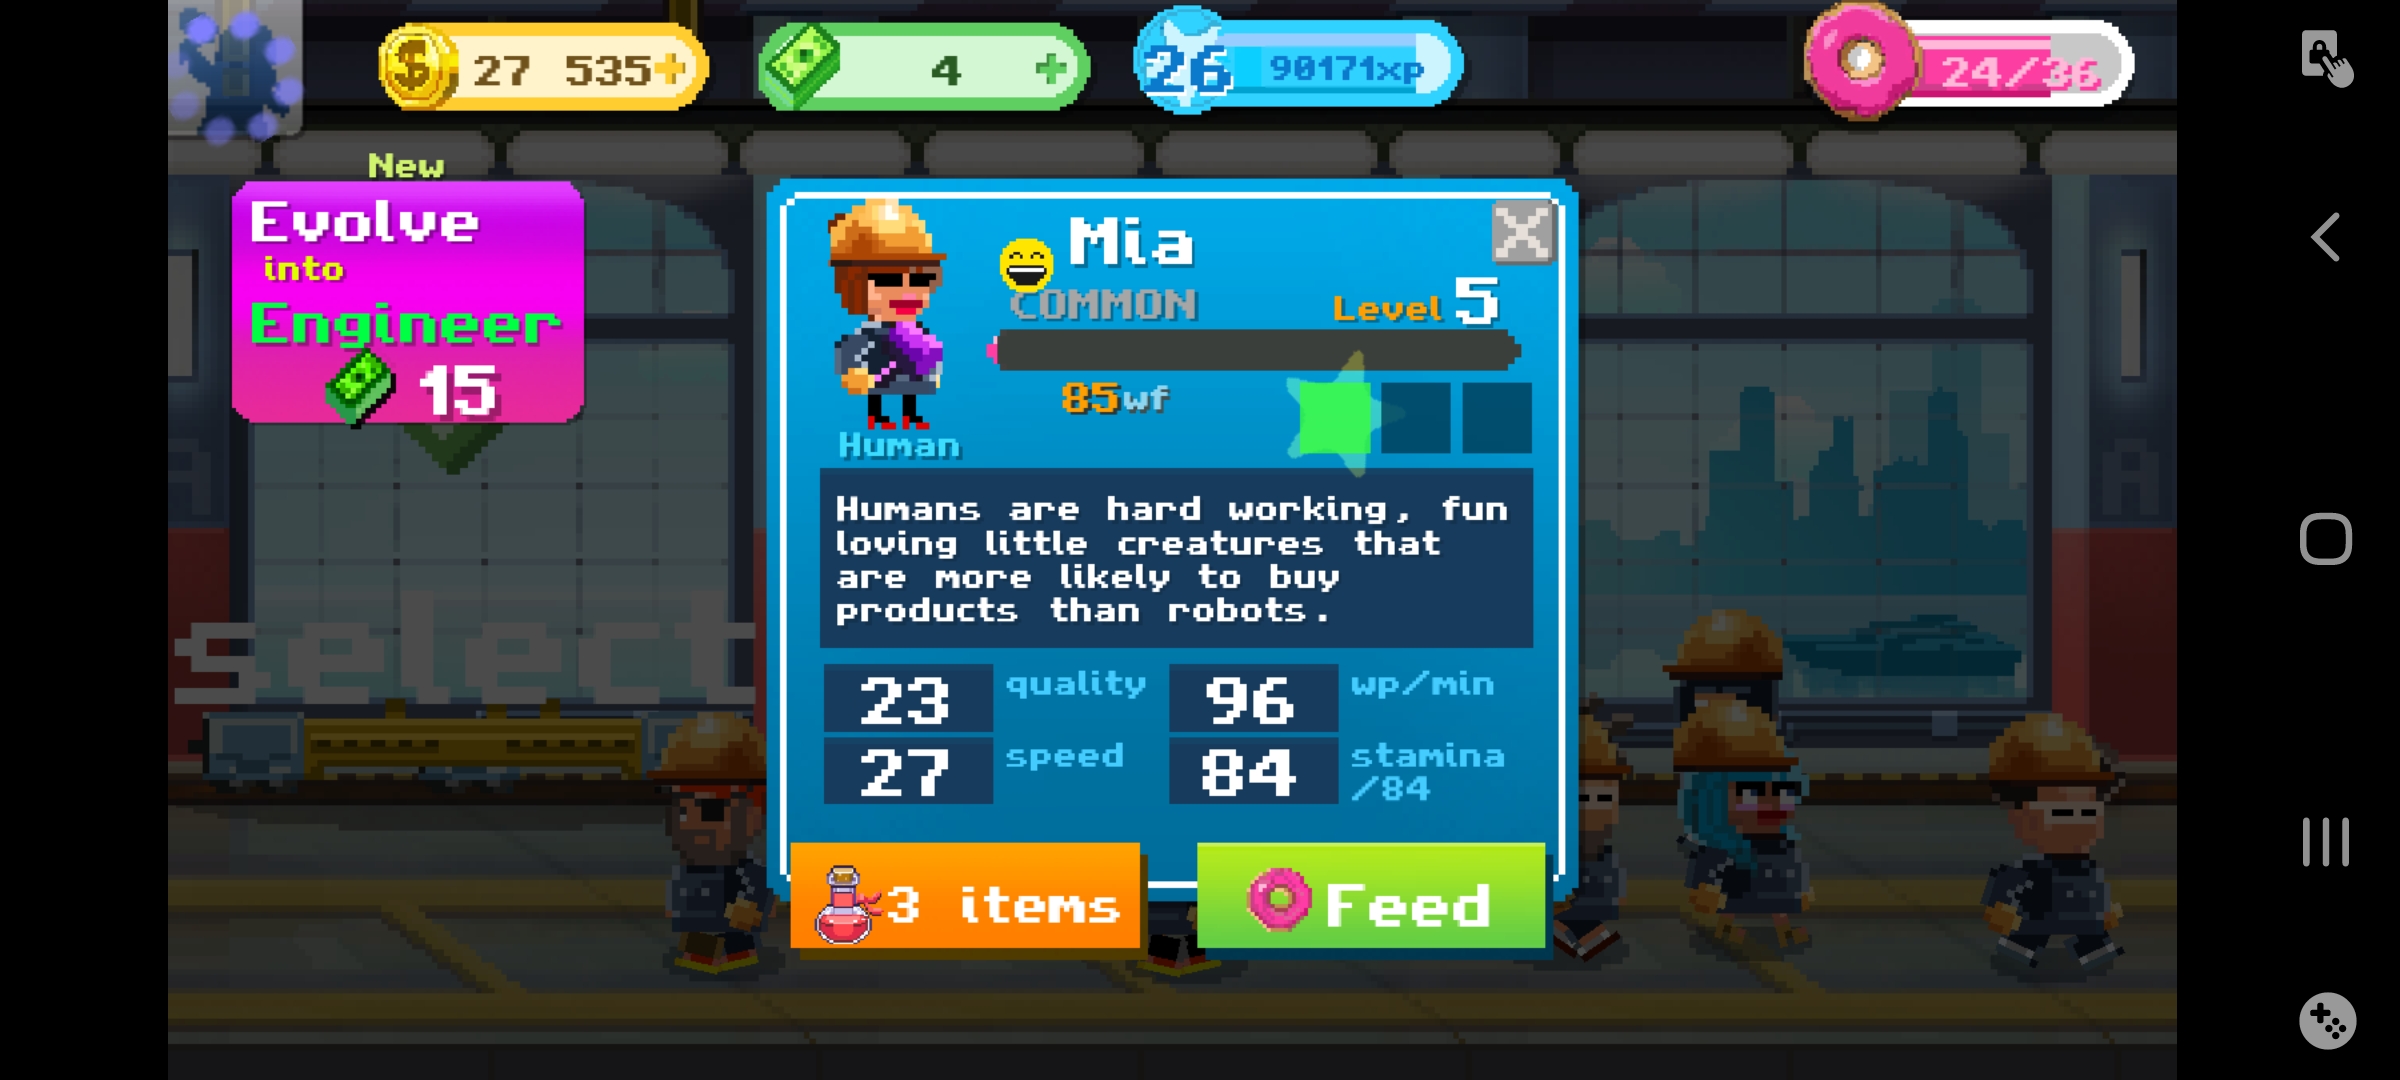 27 535+
4 +
26 90171xp
24/36
New
Evolve
into
Engineer
15
select
Mia
COMMON
Level 5
85wf
Human
Humans are hard working, fun
loving little creatures that
are more likely to buy
products than robots.
23 quality 96 wp/min
27 speed 84 stamina
/84
3 items
Feed